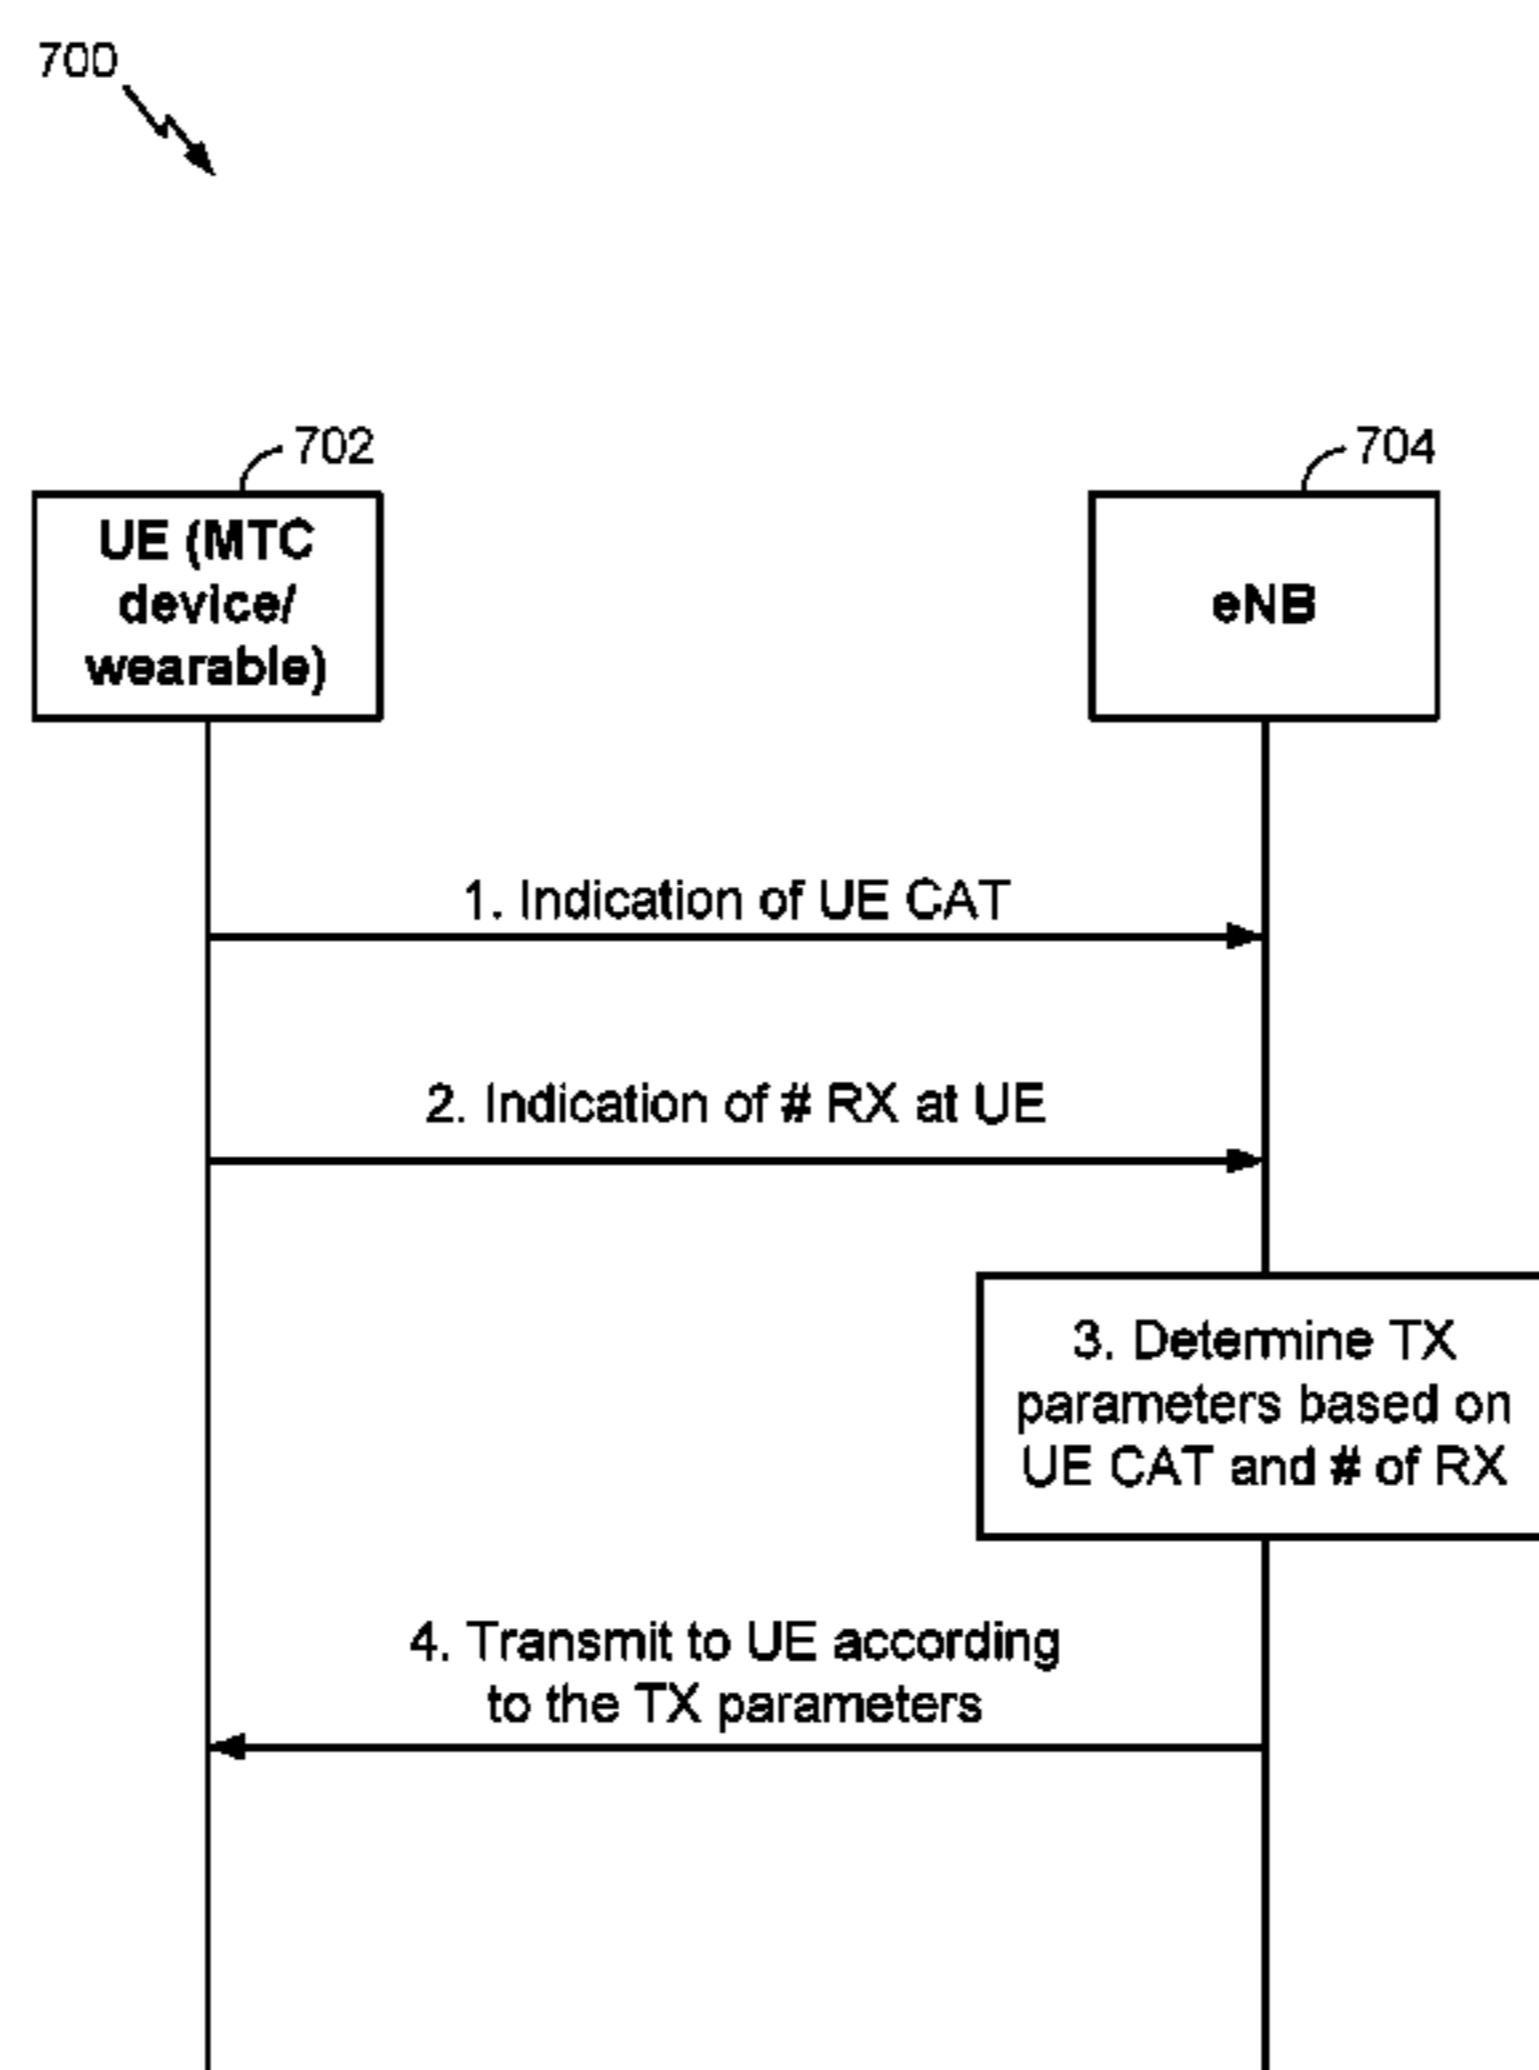 700
702
704
UE (MTC
device/
wearable)
eNB
1. Indication of UE CAT
2. Indication of # RX at UE
3. Determine TX
parameters based on
UE CAT and # of RX
4. Transmit to UE according
to the TX parameters